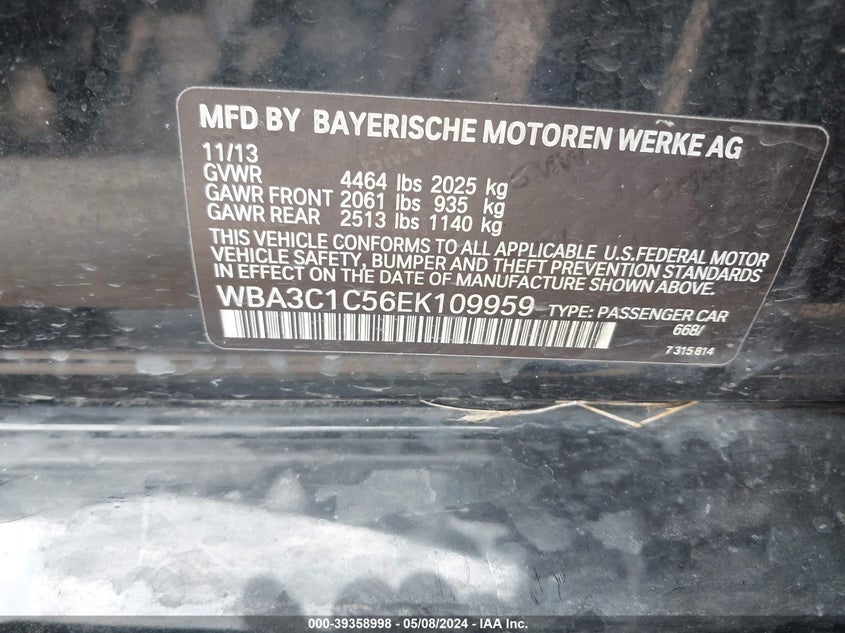 MFD BY BAYERISCHE MOTOREN WERKE AG
11/13
GVWR 4464 lbs 2025 kg
GAWR FRONT 2061 lbs 935 kg
GAWR REAR 2513 lbs 1140 kg
THIS VEHICLE CONFORMS TO ALL APPLICABLE U.S.FEDERAL MOTOR
VEHICLE SAFETY, BUMPER AND THEFT PREVENTION STANDARDS
IN EFFECT ON THE DATE OF MANUFACTURE SHOWN ABOVE.
WBA3C1C56EK109959 TYPE: PASSENGER CAR
668/
7315814
000-39358998 - 05/08/2024 - IAA Inc.